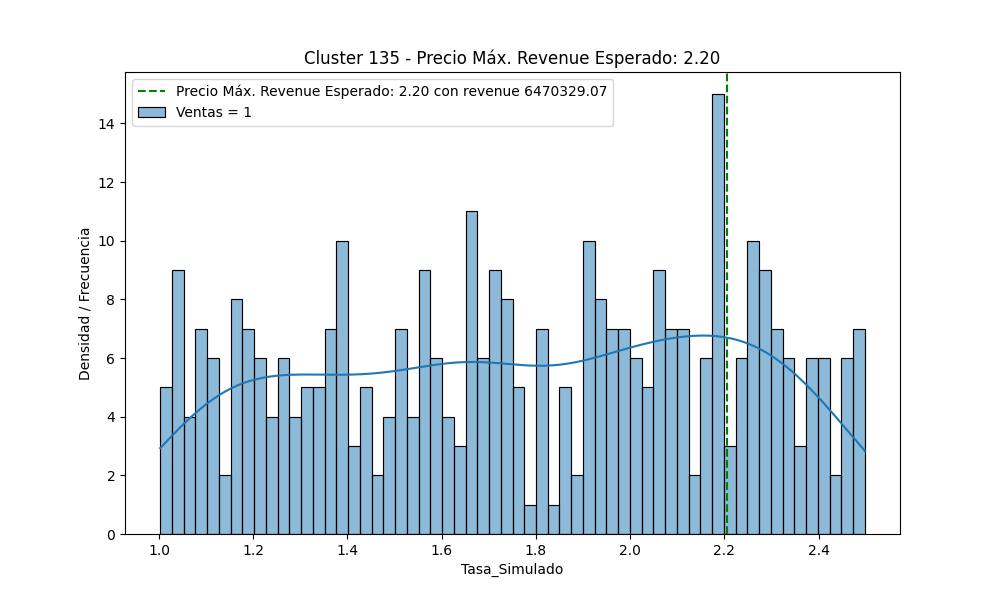 Cluster 135 - Precio Máx. Revenue Esperado: 2.20
Precio Máx. Revenue Esperado: 2.20 con revenue 6470329.07
Ventas = 1
Densidad / Frecuencia
14
12
10
8
6
4
2
0
1.0 1.2 1.4 1.6 1.8 2.0 2.2 2.4
Tasa_Simulado